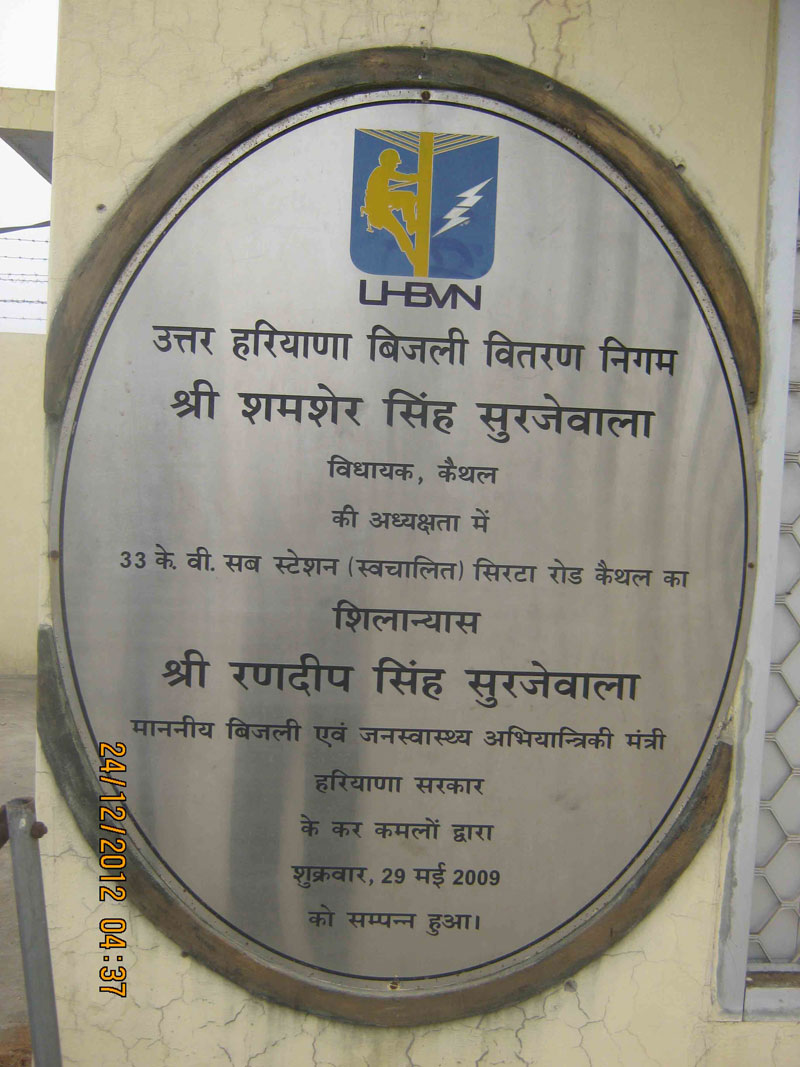 UHBVN
उत्तर हरियाणा बिजली वितरण निगम
श्री शमशेर सिंह सुरजेवाला
विधायक, कैथल
की अध्यक्षता में
33 के. वी. सब स्टेशन (स्वचालित) सिरटा रोड कैथल का
शिलान्यास
श्री रणदीप सिंह सुरजेवाला
माननीय बिजली एवं जनस्वास्थ्य अभियान्त्रिकी मंत्री
हरियाणा सरकार
के कर कमलों द्वारा
शुक्रवार, 29 मई 2009
को सम्पन्न हुआ।
24/12/2012 04:37